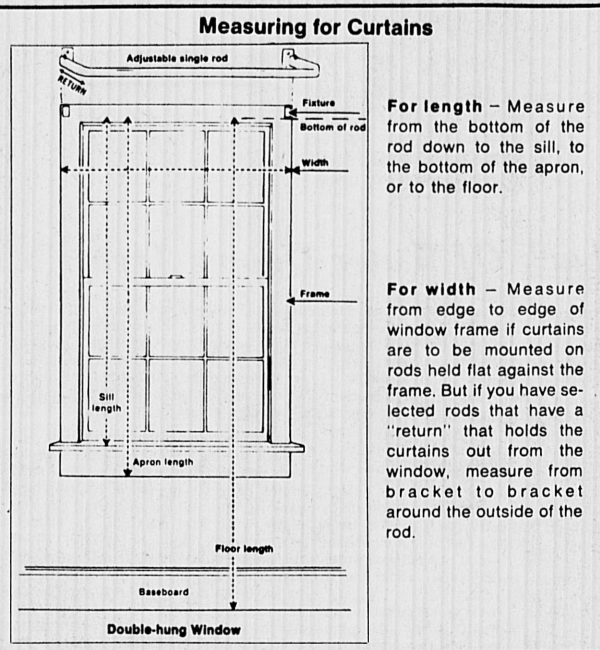 Measuring for Curtains
Adjustable single rod
RETURN
Fixture
Bottom of rod
Width
Frame
Sill
length
Apron length
Floor length
Baseboard
Double-hung Window
For length – Measure
from the bottom of the
rod down to the sill, to
the bottom of the apron,
or to the floor.
For width – Measure
from edge to edge of
window frame if curtains
are to be mounted on
rods held flat against the
frame. But if you have se-
lected rods that have a
"return" that holds the
curtains out from the
window, measure from
bracket to bracket
around the outside of the
rod.